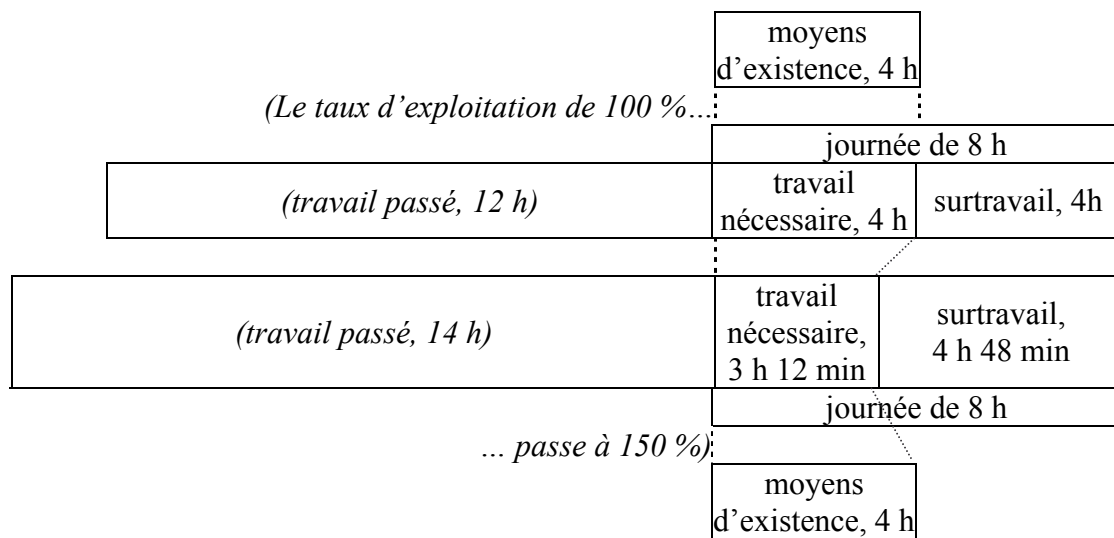 moyens
d’existence, 4 h
(Le taux d’exploitation de 100 %...
journée de 8 h
(travail passé, 12 h)
travail
nécessaire, 4 h
surtravail, 4h
(travail passé, 14 h)
travail
nécessaire,
3 h 12 min
surtravail,
4 h 48 min
journée de 8 h
... passe à 150 %)
moyens
d’existence, 4 h